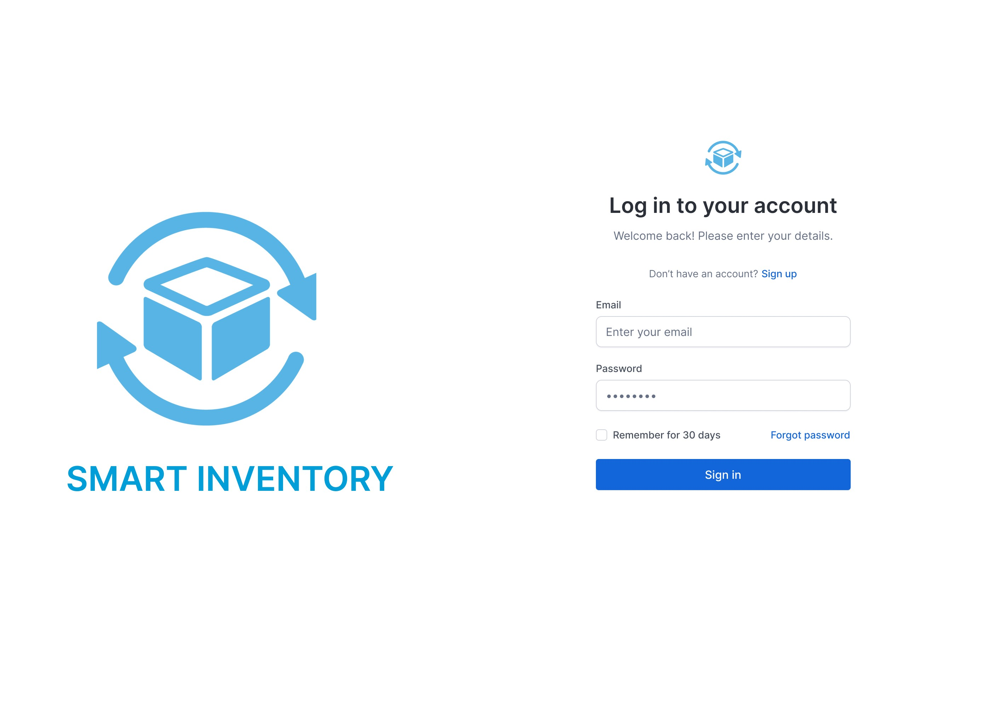 SMART INVENTORY
Log in to your account
Welcome back! Please enter your details.
Don’t have an account? Sign up
Email
Enter your email
Password
••••••••
Remember for 30 days
Forgot password
Sign in